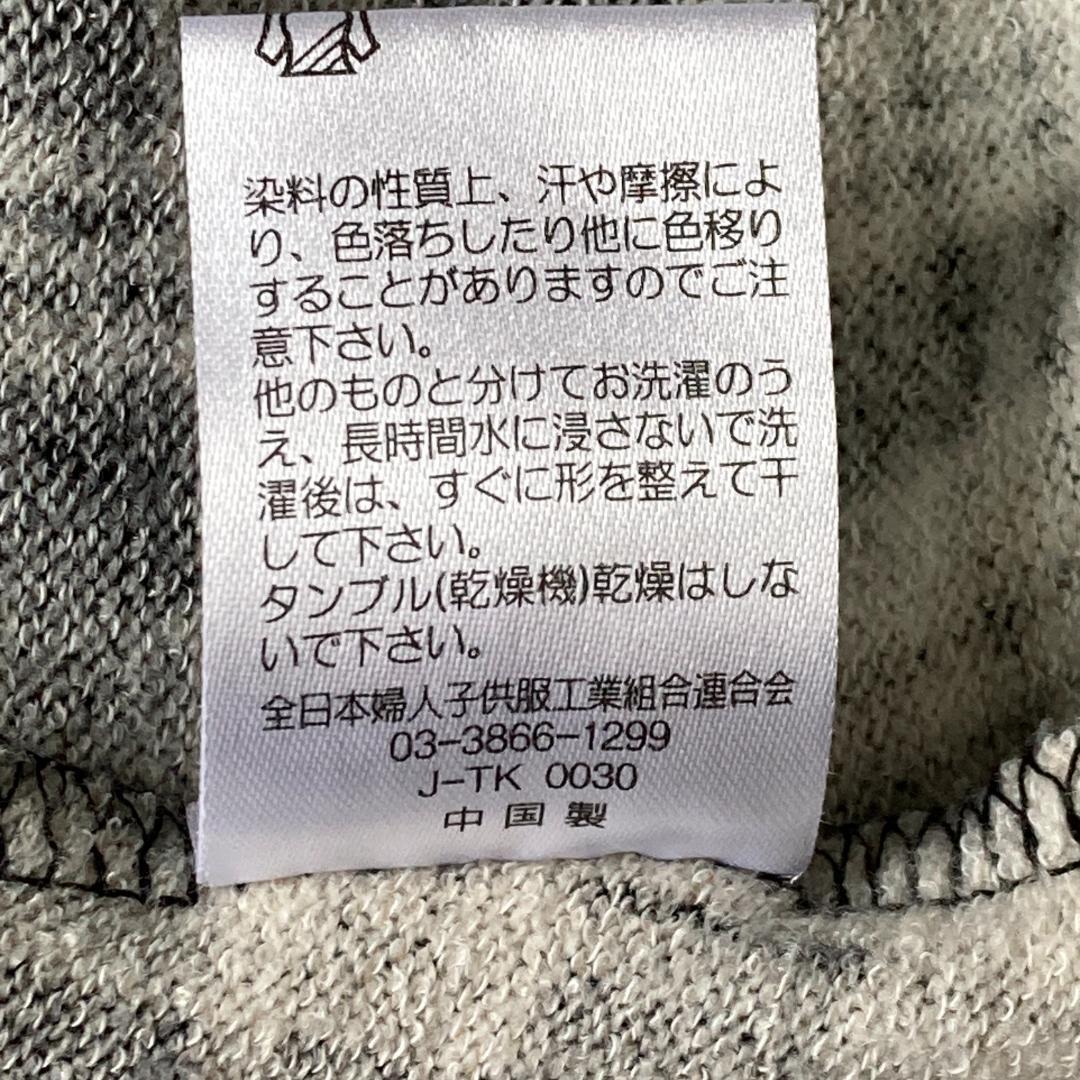 染料の性質上、汗や摩擦によ
り、色落ちしたり他に色移り
することがありますのでご注
意下さい。
他のものと分けてお洗濯のう
え、長時間水に浸さないで洗
濯後は、すぐに形を整えて干
して下さい。
タンブル(乾燥機)乾燥はしな
いで下さい。
全日本婦人子供服工業組合連合会
03-3866-1299
J-TK 0030
中国製